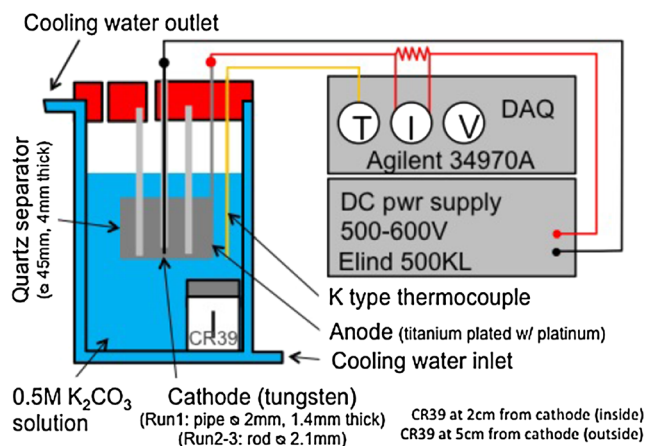 Cooling water outlet
T I V DAQ
Agilent 34970A
DC pwr supply
500-600V
Elind 500KL
Quartz separator
(ⱺ 45mm, 4mm thick)
K type thermocouple
Anode (titanium plated w/ platinum)
CR39
Cooling water inlet
0.5M K₂CO₃
solution
Cathode (tungsten)
(Run1: pipe ⱺ 2mm, 1.4mm thick)
(Run2-3: rod ⱺ 2.1mm)
CR39 at 2cm from cathode (inside)
CR39 at 5cm from cathode (outside)